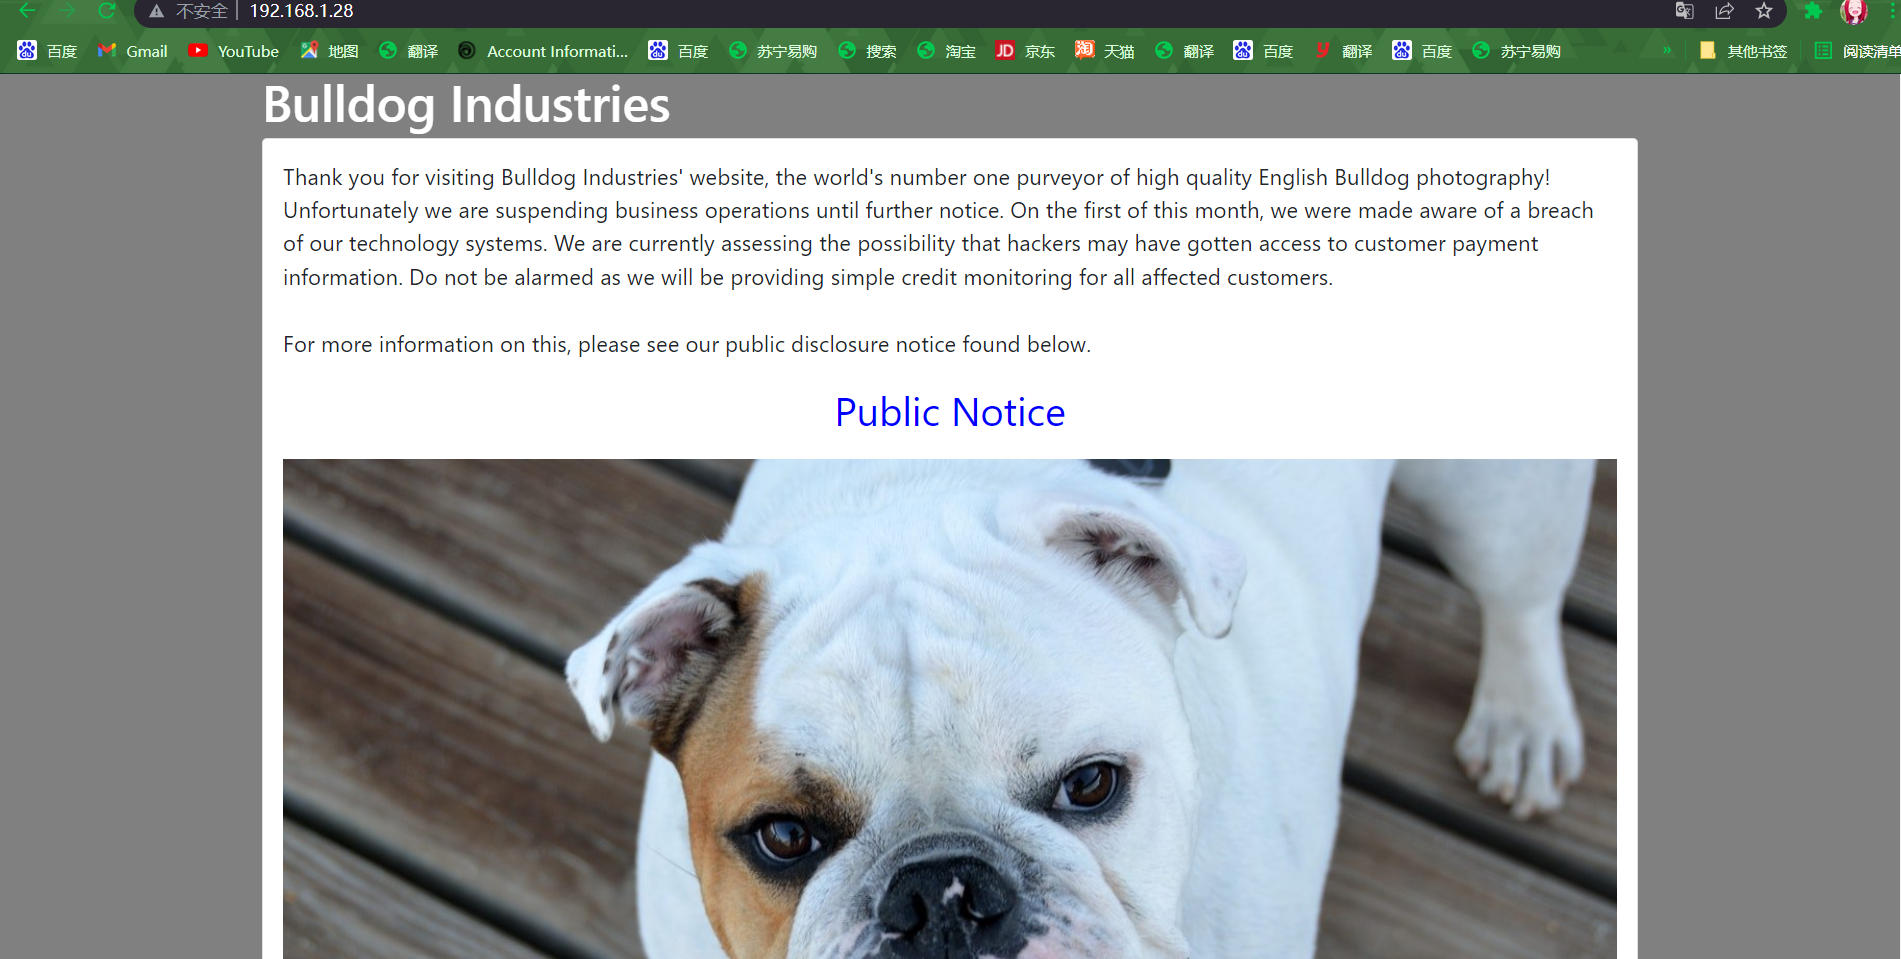 不安全 192.168.1.28
百度 Gmail YouTube 地图 翻译 Account Informati... 百度 苏宁易购 搜索 淘宝 JD 京东 淘 天猫 翻译 百度 翻译 百度 苏宁易购 » 其他书签 阅读清单
Bulldog Industries
Thank you for visiting Bulldog Industries' website, the world's number one purveyor of high quality English Bulldog photography!
Unfortunately we are suspending business operations until further notice. On the first of this month, we were made aware of a breach
of our technology systems. We are currently assessing the possibility that hackers may have gotten access to customer payment
information. Do not be alarmed as we will be providing simple credit monitoring for all affected customers.
For more information on this, please see our public disclosure notice found below.
Public Notice